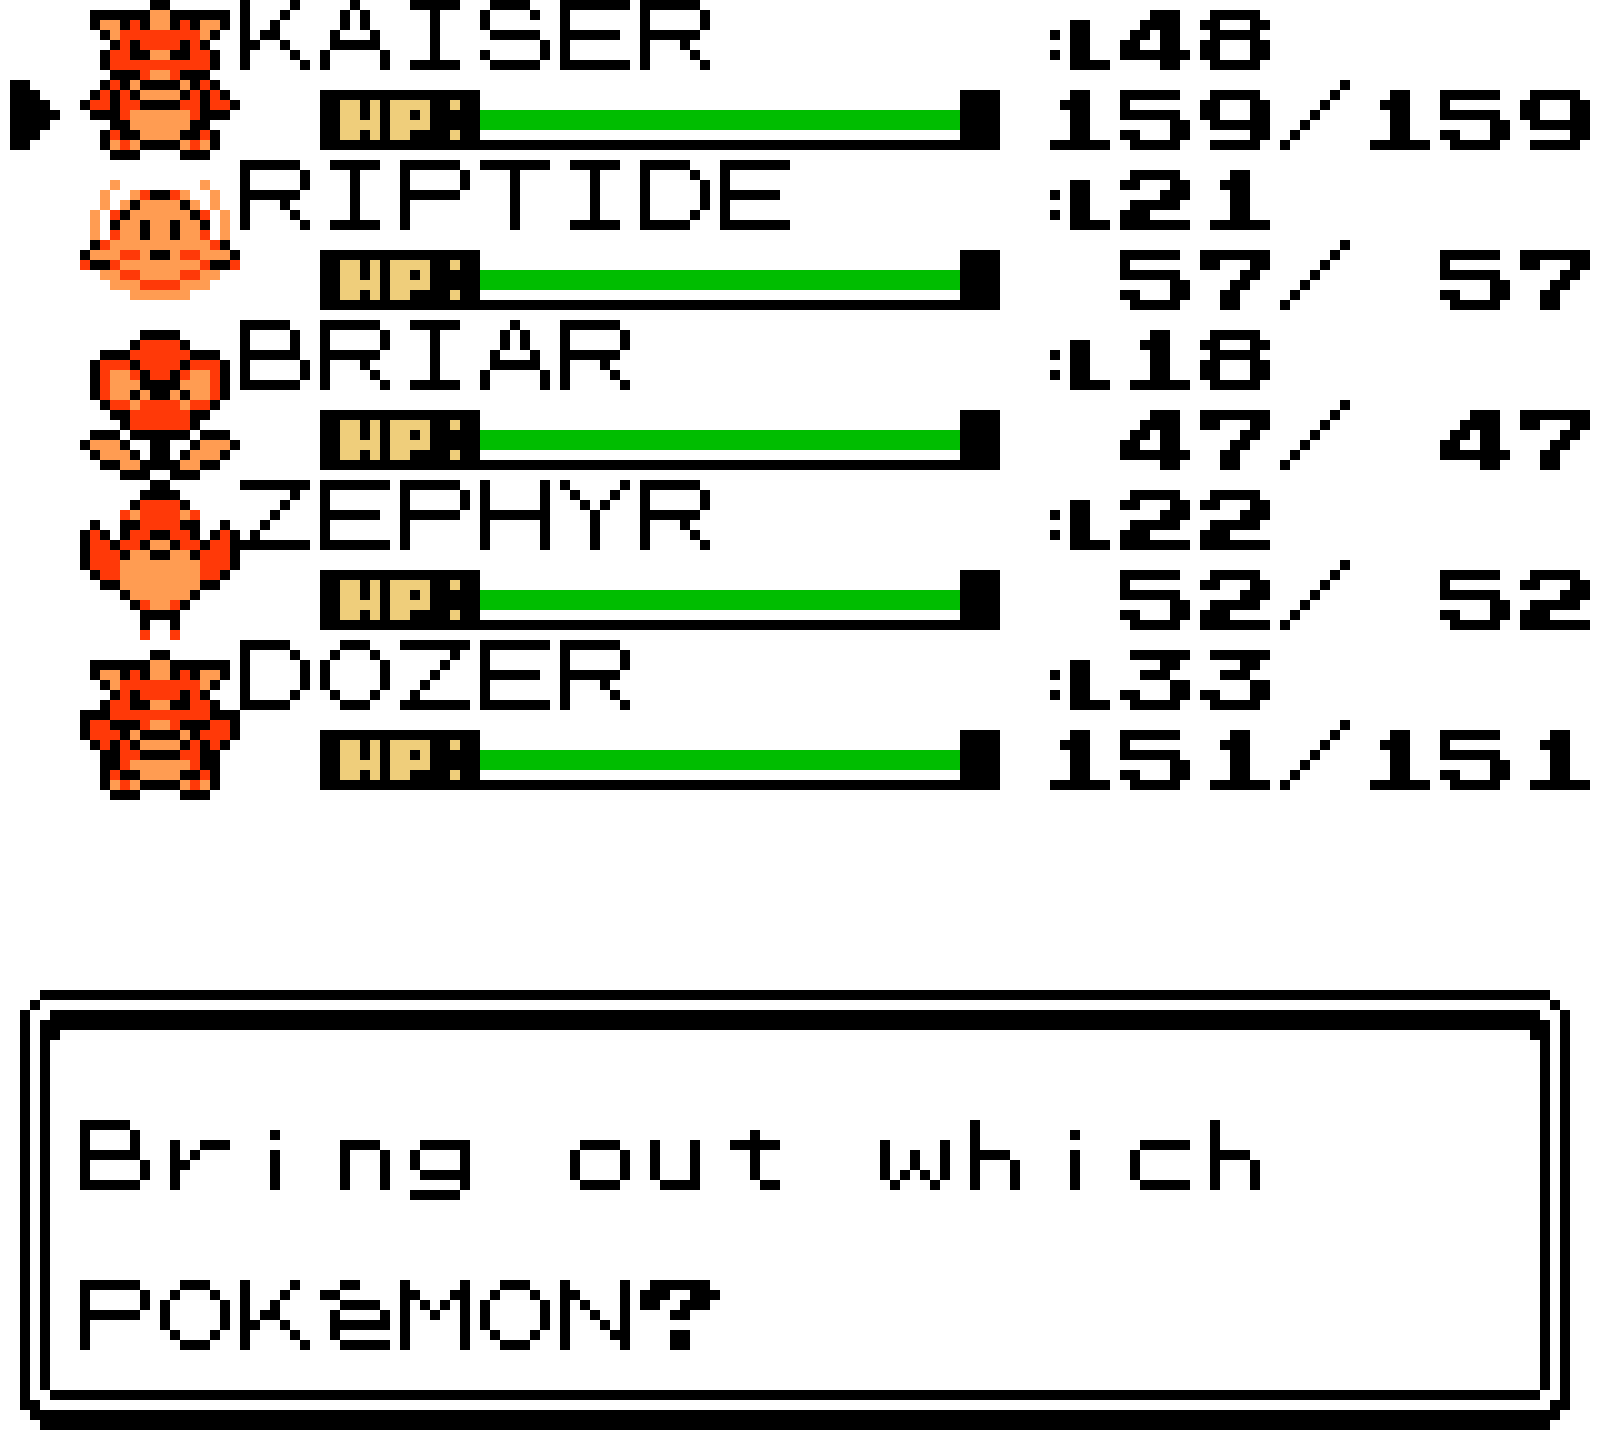 KAISER :L48
HP: 159/159
RIPTIDE :L21
HP: 57/ 57
BRIAR :L18
HP: 47/ 47
ZEPHYR :L22
HP: 52/ 52
DOZER :L33
HP: 151/151
Bring out which
POKéMON?